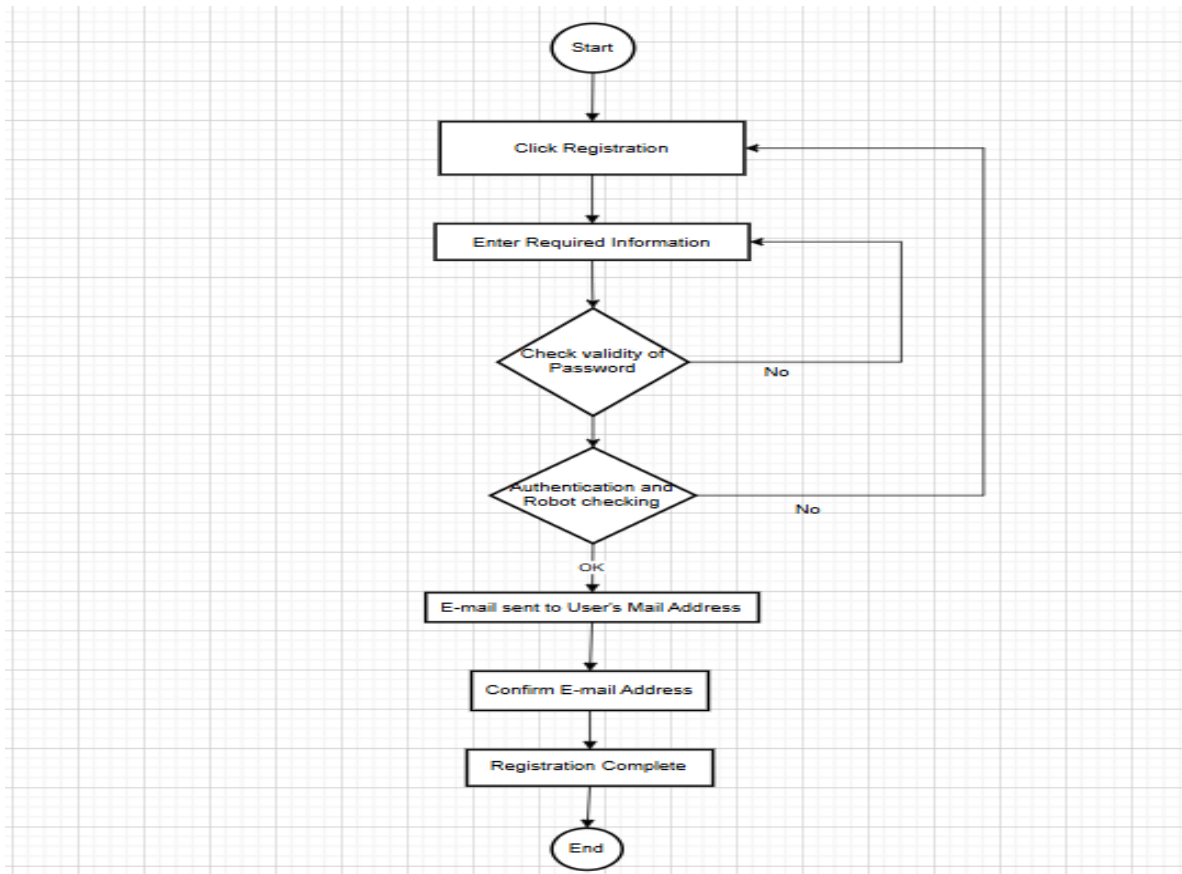 Start
Click Registration
Enter Required Information
Check validity of
Password
No
Authentication and
Robot checking
No
OK
E-mail sent to User's Mail Address
Confirm E-mail Address
Registration Complete
End